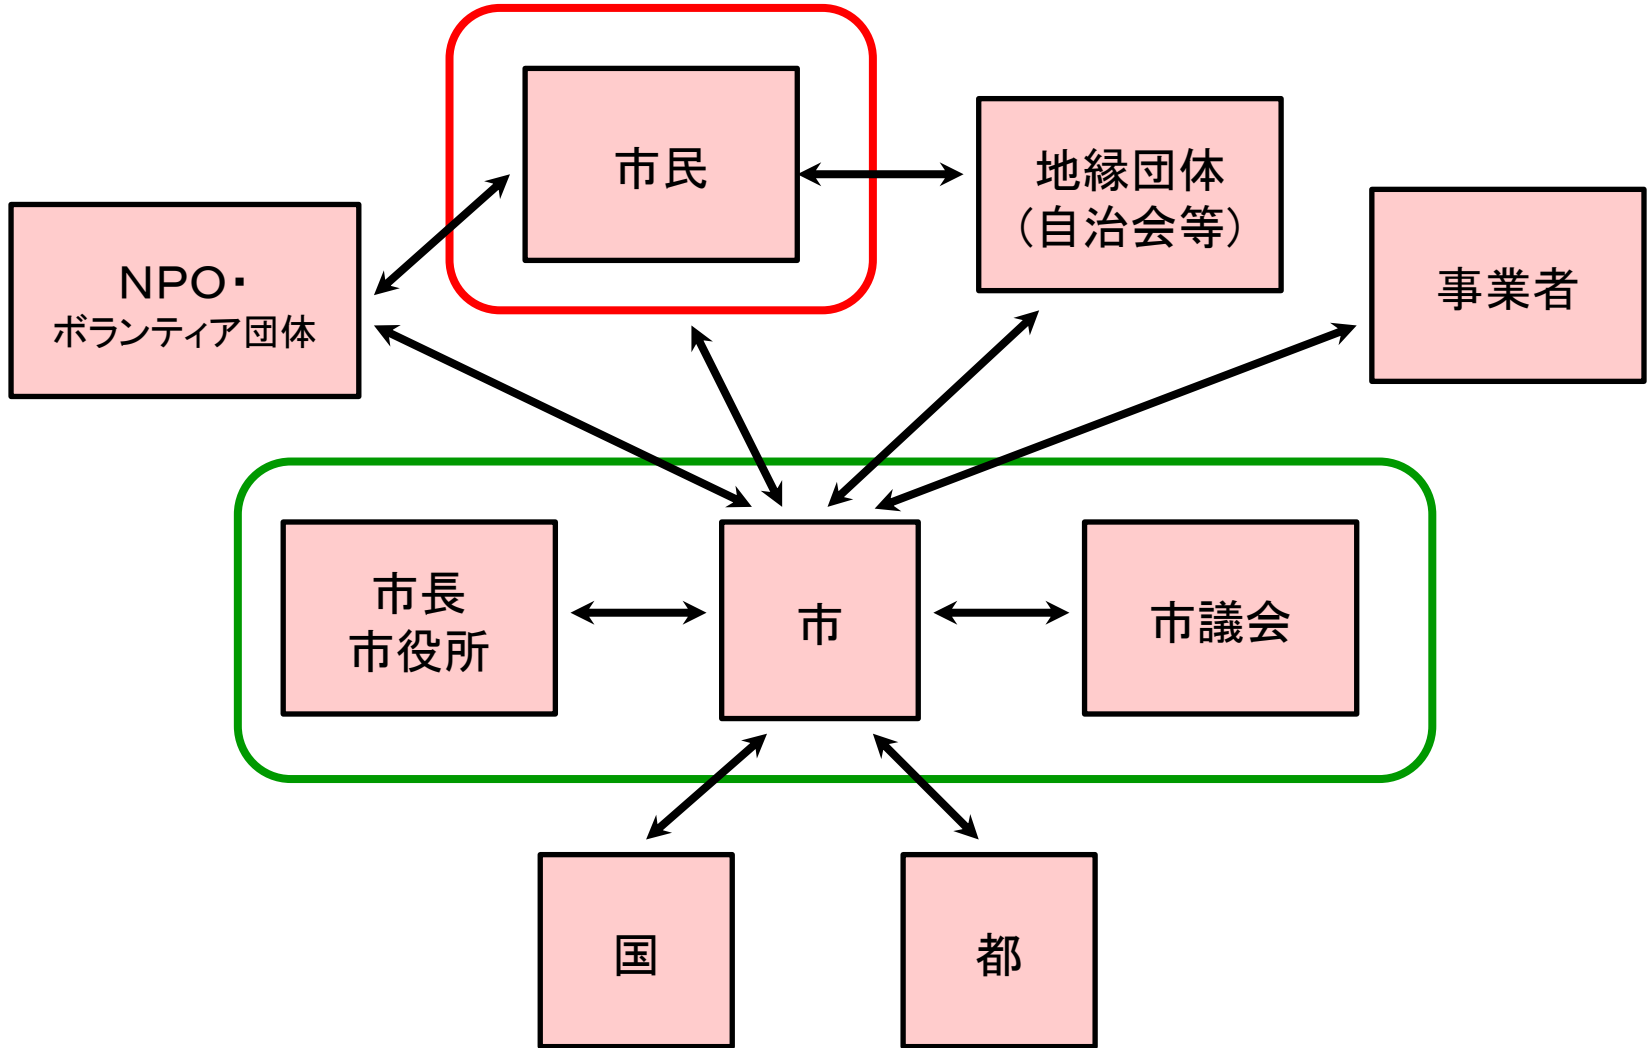 市民
地縁団体
（自治会等）
事業者
ＮＰＯ・
ボランティア団体
市長
市役所
市
市議会
国
都